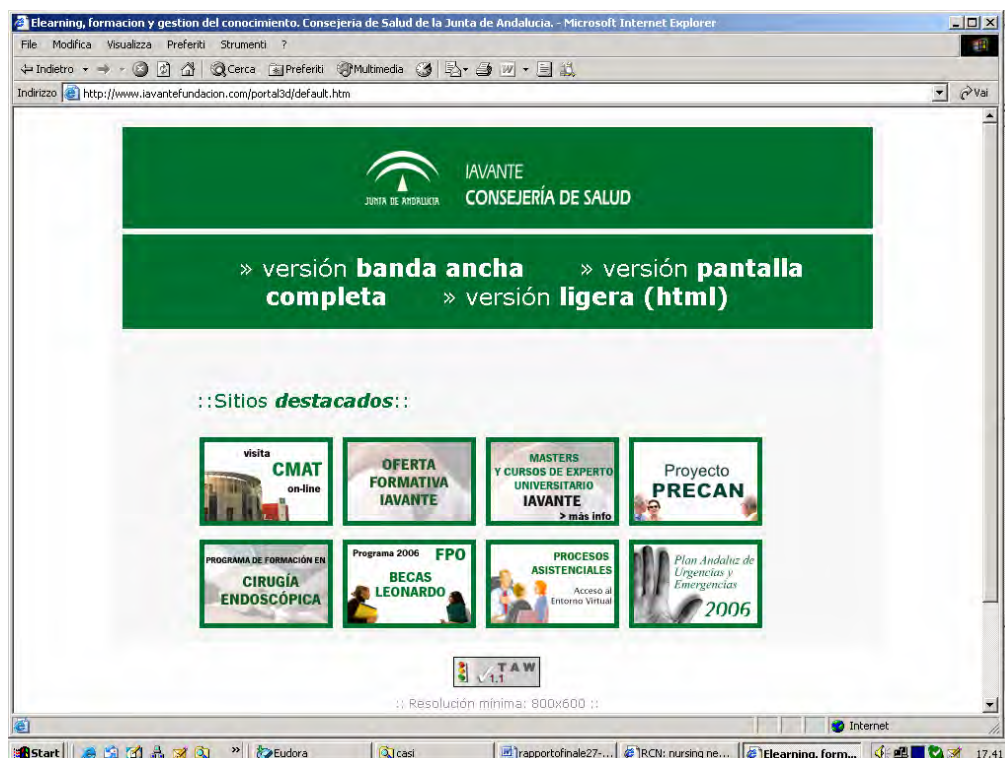 Elearning, formacion y gestion del conocimiento. Consejeria de Salud de la Junta de Andalucia. - Microsoft Internet Explorer
File Modifica Visualizza Preferiti Strumenti ?
Indietro Cerca Preferiti Multimedia
Indirizzo http://www.iavantefundacion.com/portal3d/default.htm Vai
JUNTA DE ANDALUCIA
IAVANTE
CONSEJERÍA DE SALUD
» versión banda ancha » versión pantalla
completa » versión ligera (html)
::Sitios destacados::
visita
CMAT
on-line
OFERTA
FORMATIVA
IAVANTE
MASTERS
Y CURSOS DE EXPERTO
UNIVERSITARIO
IAVANTE
> más info
Proyecto
PRECAN
PROGRAMA DE FORMACIÓN EN
CIRUGÍA
ENDOSCÓPICA
Programa 2006 FPO
BECAS
LEONARDO
PROCESOS
ASISTENCIALES
Acceso al
Entorno Virtual
Plan Andaluz de
Urgencias y
Emergencias
2006
TAW
1.1
:: Resolución mínima: 800x600 ::
Internet
Start » Eudora casi rapportofinale27-... RCN: nursing ne... Elearning, form... 17.41